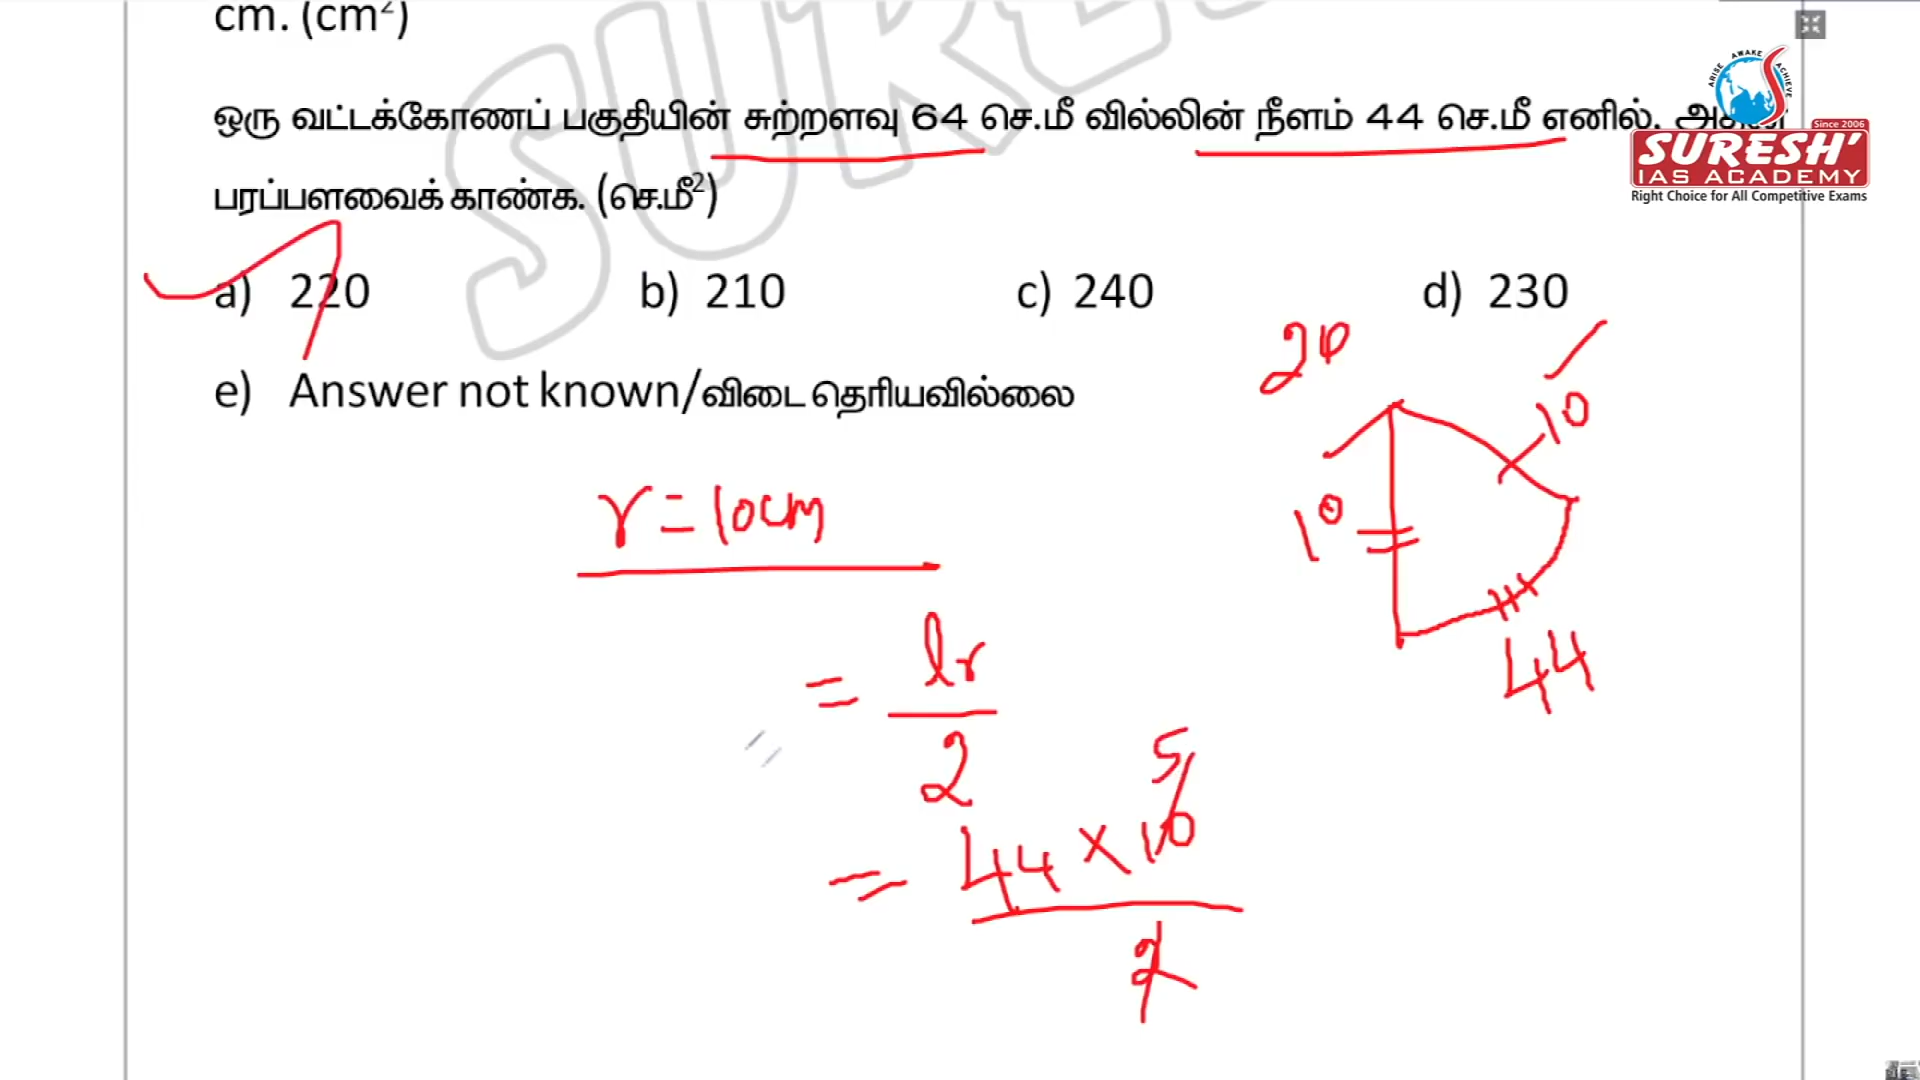 cm. (cm²)
ஒரு வட்டக்கோணப் பகுதியின் சுற்றளவு 64 செ.மீ வில்லின் நீளம் 44 செ.மீ எனில்,
பரப்பளவைக் காண்க. (செ.மீ²)
a) 220 b) 210 c) 240 d) 230
e) Answer not known/விடை தெரியவில்லை
ARISE AWAKE ACHIEVE
Since 2006
SURESH'
IAS ACADEMY
Right Choice for All Competitive Exams
20
10
10
44
r = 10cm
= lr
2
5
= 44 × 10
2